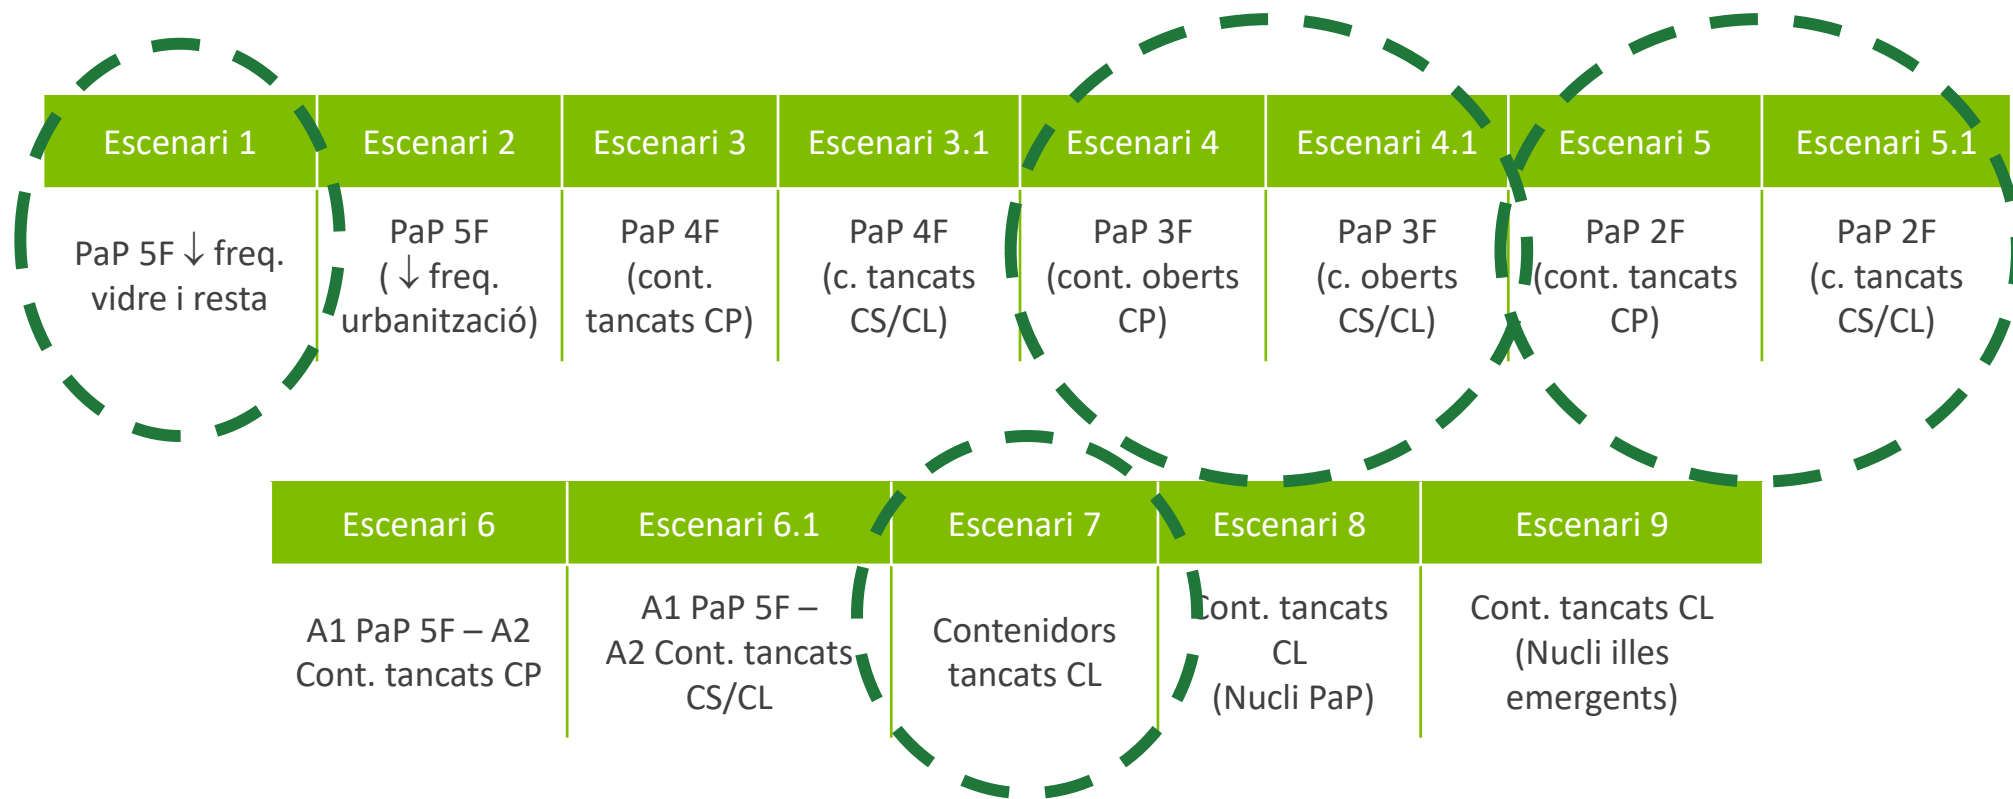 Escenari 1
Escenari 2
Escenari 3
Escenari 3.1
Escenari 4
Escenari 4.1
Escenari 5
Escenari 5.1
PaP 5F ↓ freq.
vidre i resta
PaP 5F
( ↓ freq.
urbanització)
PaP 4F
(cont.
tancats CP)
PaP 4F
(c. tancats
CS/CL)
PaP 3F
(cont. oberts
CP)
PaP 3F
(c. oberts
CS/CL)
PaP 2F
(cont. tancats
CP)
PaP 2F
(c. tancats
CS/CL)
Escenari 6
Escenari 6.1
Escenari 7
Escenari 8
Escenari 9
A1 PaP 5F – A2
Cont. tancats CP
A1 PaP 5F –
A2 Cont. tancats
CS/CL
Contenidors
tancats CL
Cont. tancats
CL
(Nucli PaP)
Cont. tancats CL
(Nucli illes
emergents)